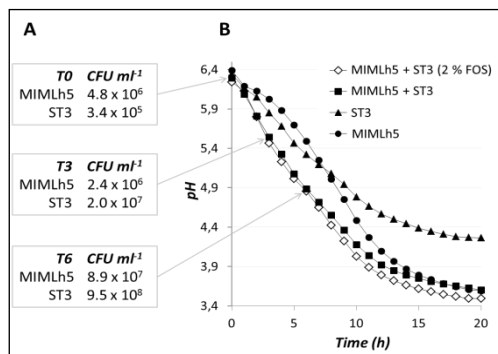 A
B
T0 CFU ml-1
MIMLh5 4.8 x 10⁶
ST3 3.4 x 10⁵
T3 CFU ml-1
MIMLh5 2.4 x 10⁶
ST3 2.0 x 10⁷
T6 CFU ml-1
MIMLh5 8.9 x 10⁷
ST3 9.5 x 10⁸
MIMLh5 + ST3 (2 % FOS)
MIMLh5 + ST3
ST3
MIMLh5
pH
6,4
5,9
5,4
4,9
4,4
3,9
3,4
0 5 10 15 20
Time (h)